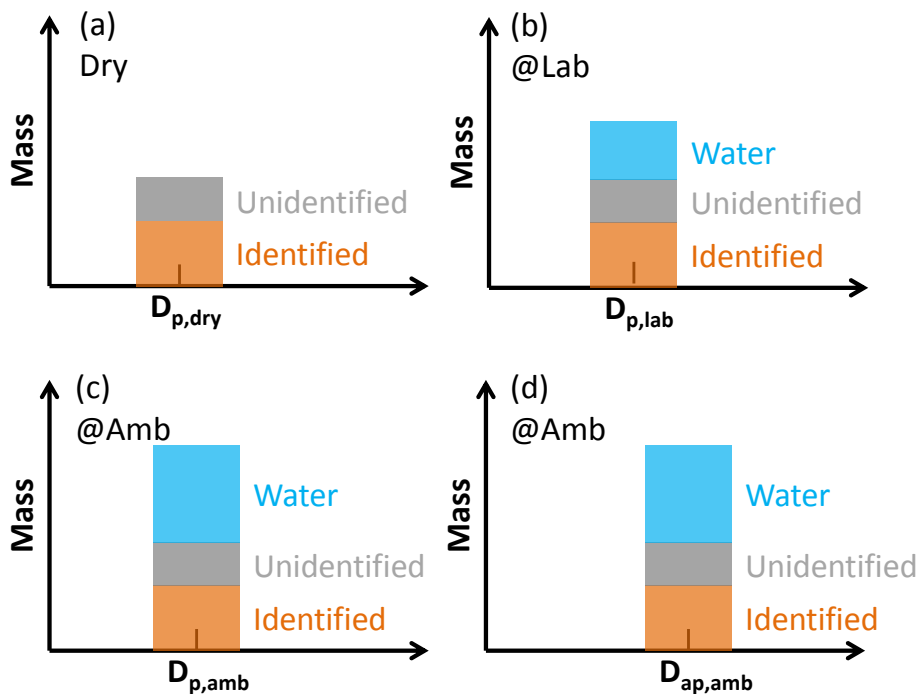 (a)
Dry
Mass
Unidentified
Identified
Dp,dry
(b)
@Lab
Mass
Water
Unidentified
Identified
Dp,lab
(c)
@Amb
Mass
Water
Unidentified
Identified
Dp,amb
(d)
@Amb
Mass
Water
Unidentified
Identified
Dap,amb